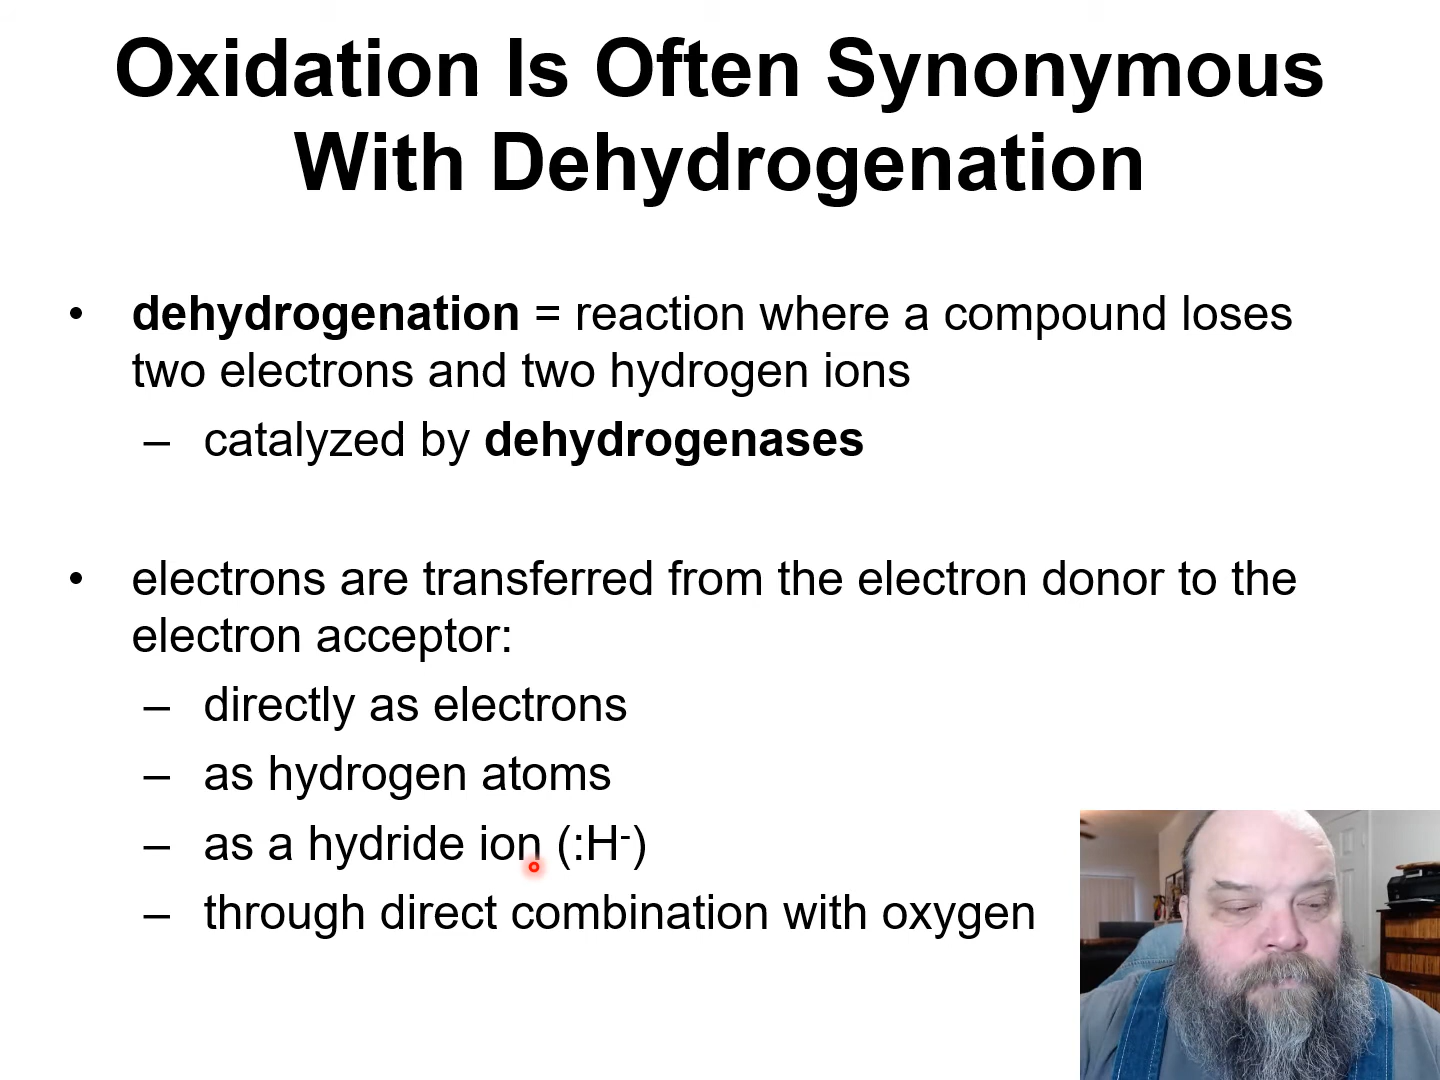 Oxidation Is Often Synonymous
With Dehydrogenation
• dehydrogenation = reaction where a compound loses
two electrons and two hydrogen ions
– catalyzed by dehydrogenases
• electrons are transferred from the electron donor to the
electron acceptor:
– directly as electrons
– as hydrogen atoms
– as a hydride ion (:H⁻)
– through direct combination with oxygen